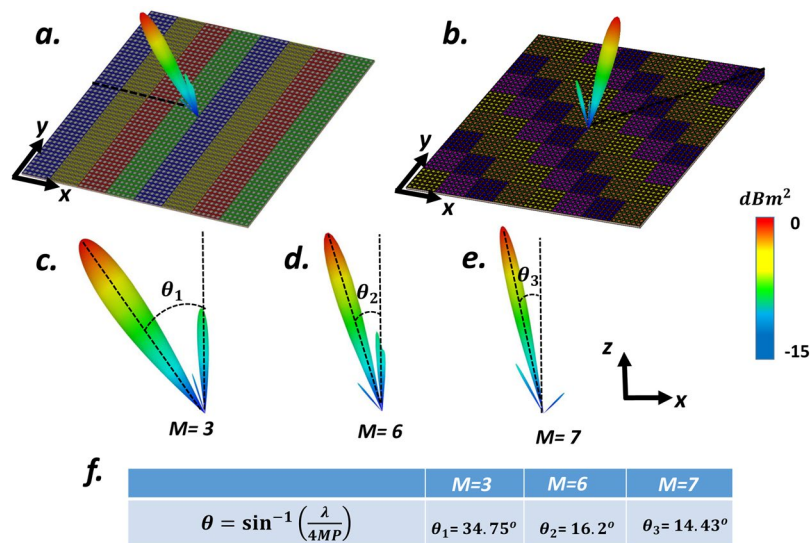 a.
b.
y
x
y
x
dBm²
0
-15
c.
d.
e.
θ₁
θ₂
θ₃
z
x
M= 3
M= 6
M= 7
f.
M=3 M=6 M=7
θ = sin⁻¹(λ/4MP) θ₁= 34.75° θ₂= 16.2° θ₃= 14.43°